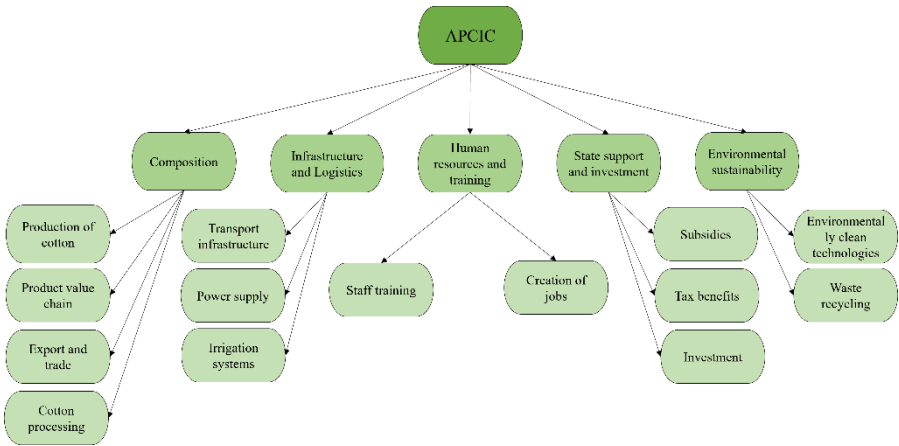 APCIC
Composition
Infrastructure
and Logistics
Human
resources and
training
State support
and investment
Environmental
sustainability
Production of
cotton
Product value
chain
Export and
trade
Cotton
processing
Transport
infrastructure
Power supply
Irrigation
systems
Staff training
Creation of
jobs
Subsidies
Tax benefits
Investment
Environmental
ly clean
technologies
Waste
recycling